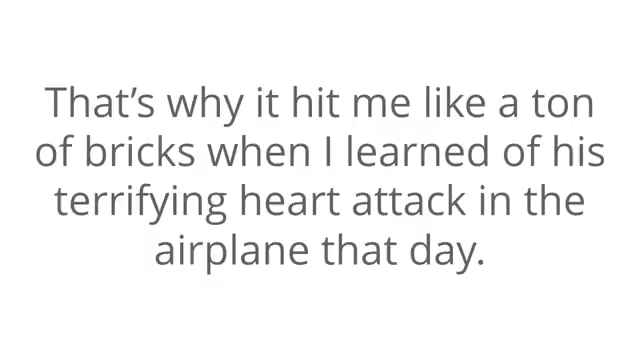 That’s why it hit me like a ton
of bricks when I learned of his
terrifying heart attack in the
airplane that day.